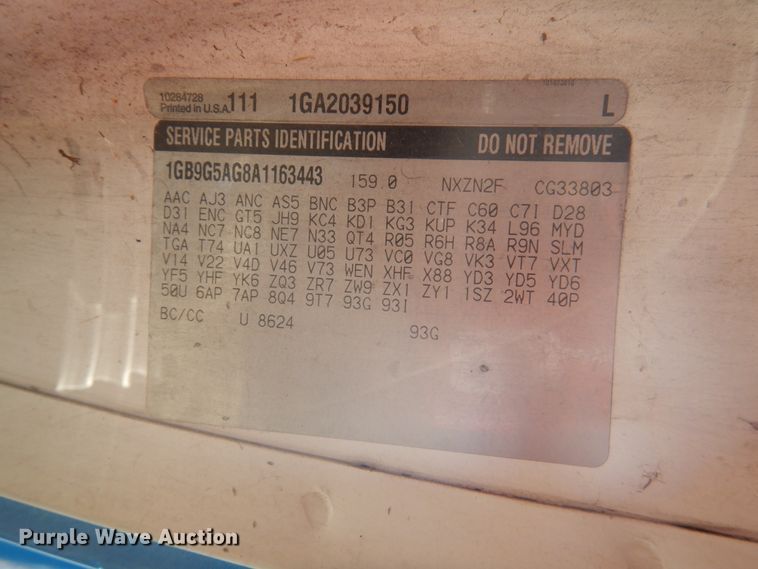 10284728
Printed in U.S.A. 111 1GA2039150 L
SERVICE PARTS IDENTIFICATION DO NOT REMOVE
1GB9G5AG8A1163443 159.0 NXZN2F CG33803
AAC AJ3 ANC AS5 BNC B3P B31 CTF C60 C7I D28
D31 ENC GT5 JH9 KC4 KD1 KG3 KUP K34 L96 MYD
NA4 NC7 NC8 NE7 N33 QT4 R05 R6H R8A R9N SLM
TGA T74 UA1 UXZ U05 U73 VC0 VG8 VK3 VT7 VXT
V14 V22 V4D V46 V73 WEN XHF X88 YD3 YD5 YD6
YF5 YHF YK6 ZQ3 ZR7 ZW9 ZX1 ZY1 1SZ 2WT 40P
50U 6AP 7AP 8Q4 9T7 93G 93I
BC/CC U 8624 93G
Purple Wave Auction